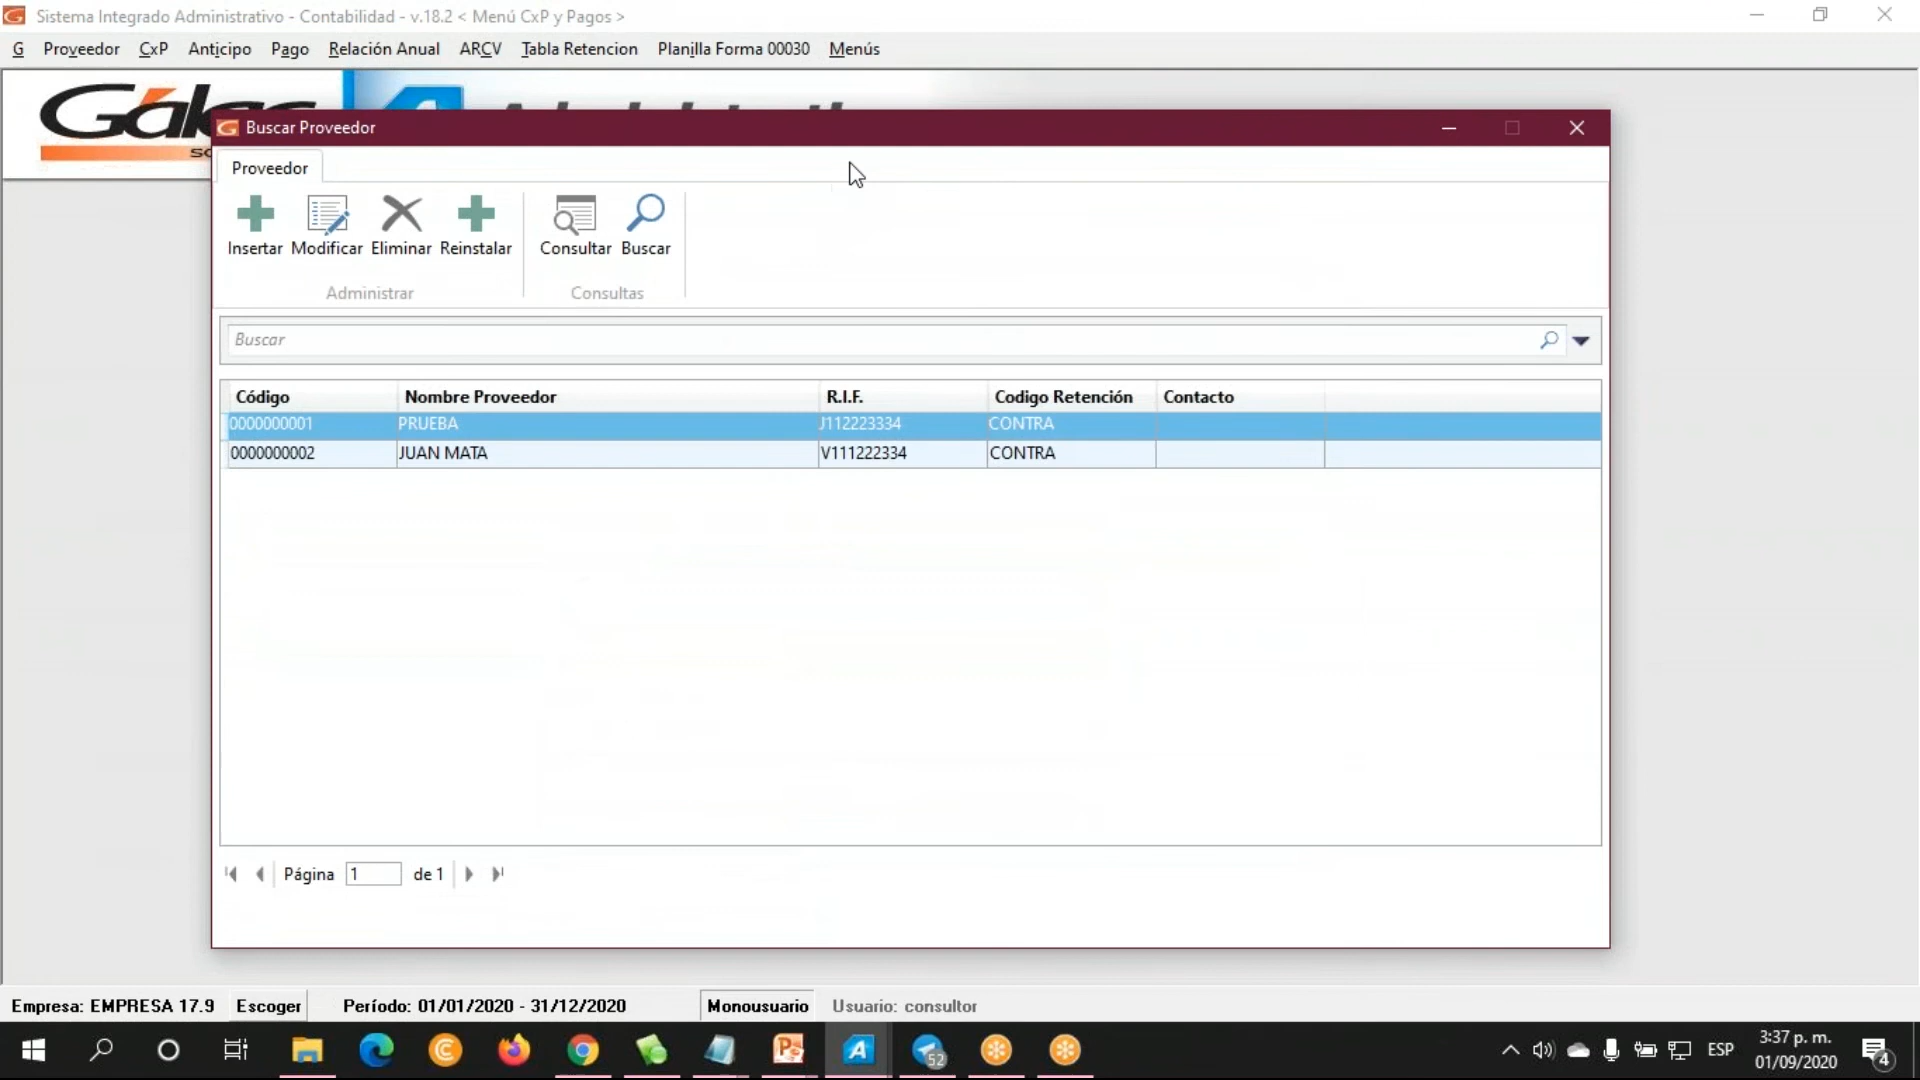 Sistema Integrado Administrativo - Contabilidad - v.18.2 < Menú CxP y Pagos >
G Proveedor CxP Anticipo Pago Relación Anual ARCV Tabla Retencion Planilla Forma 00030 Menús
Buscar Proveedor
Proveedor
Insertar Modificar Eliminar Reinstalar Consultar Buscar
Administrar Consultas
Buscar
Código Nombre Proveedor R.I.F. Codigo Retención Contacto
0000000001 PRUEBA J112223334 CONTRA
0000000002 JUAN MATA V111222334 CONTRA
Página 1 de 1
Empresa: EMPRESA 17.9 Escoger Período: 01/01/2020 - 31/12/2020 Monousuario Usuario: consultor
52
ESP
3:37 p. m.
01/09/2020
4